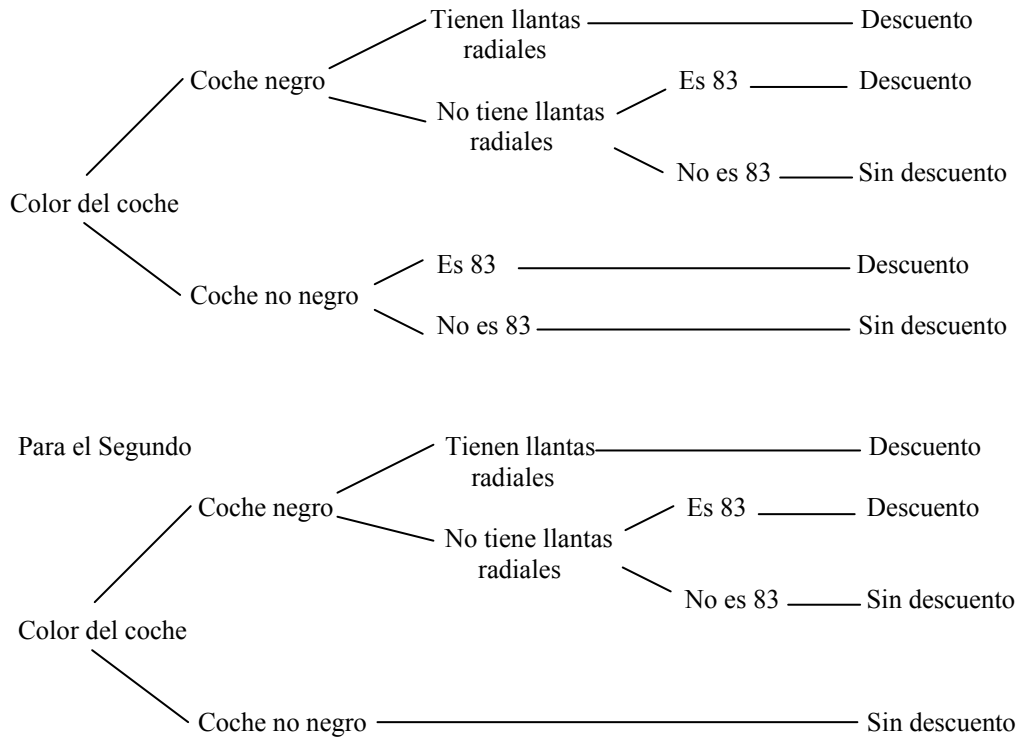 Tienen llantas Descuento
radiales
Coche negro Es 83 Descuento
No tiene llantas
radiales
No es 83 Sin descuento
Color del coche
Es 83 Descuento
Coche no negro
No es 83 Sin descuento
Para el Segundo Tienen llantas Descuento
radiales
Coche negro Es 83 Descuento
No tiene llantas
radiales
No es 83 Sin descuento
Color del coche
Coche no negro Sin descuento